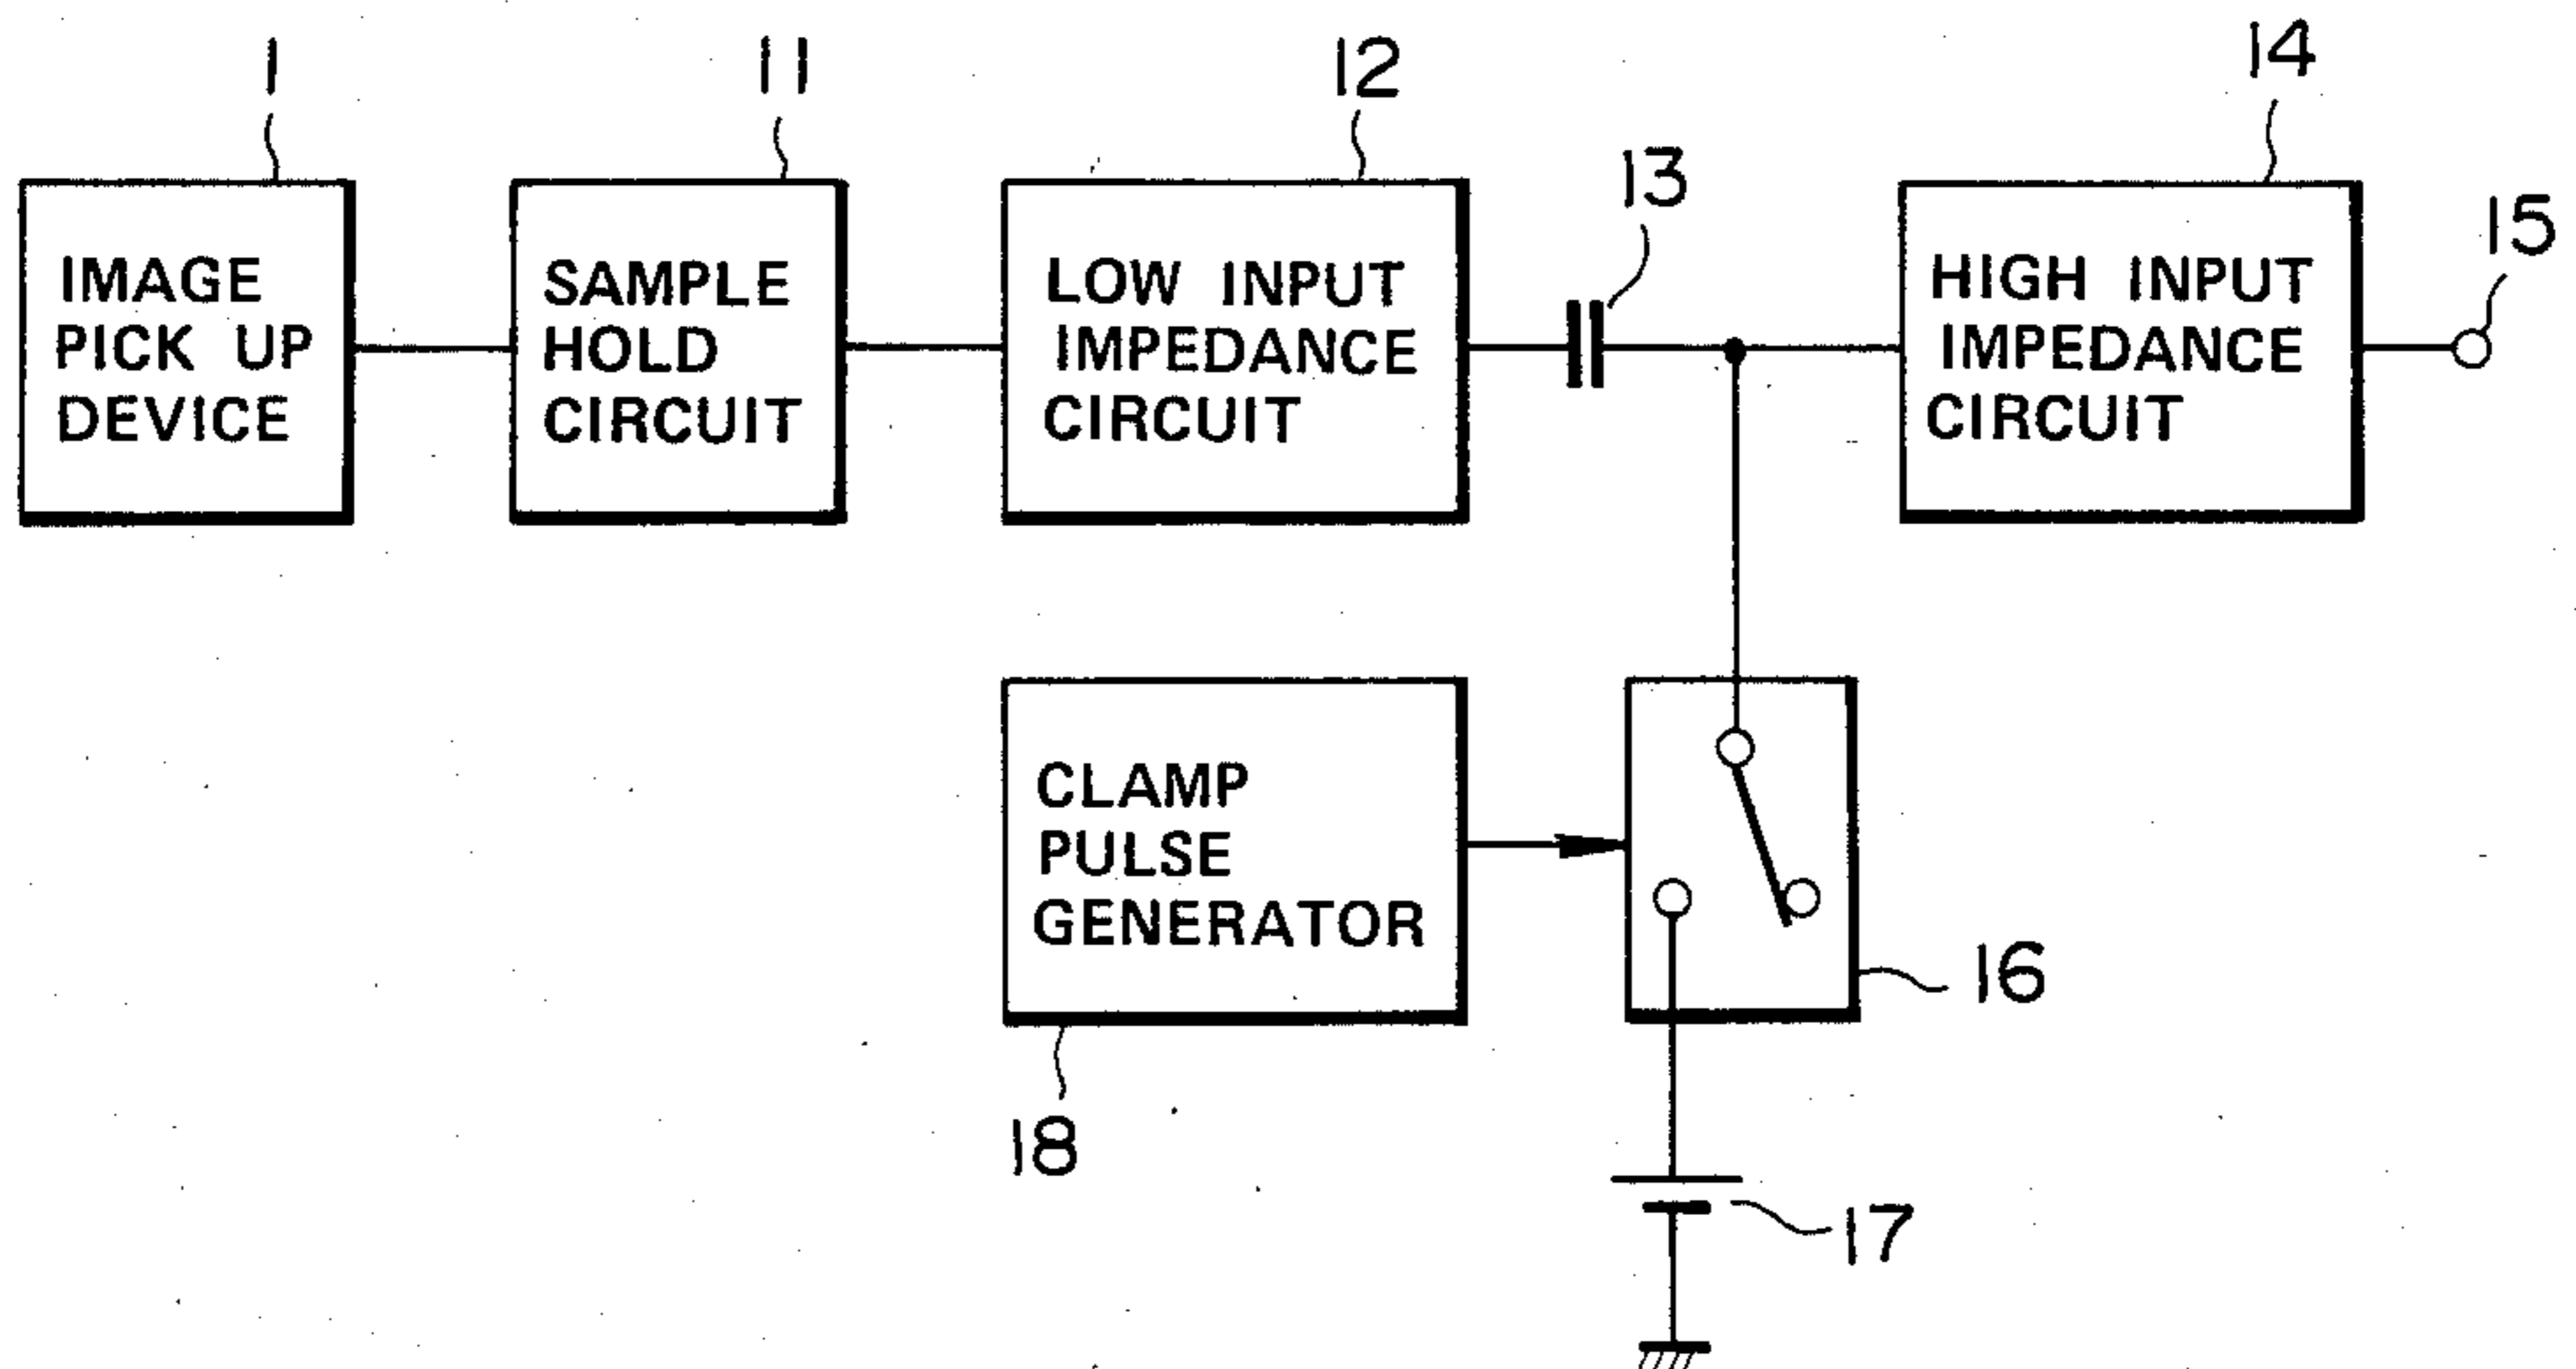 1
11
12
13
14
15
IMAGE
PICK UP
DEVICE
SAMPLE
HOLD
CIRCUIT
LOW INPUT
IMPEDANCE
CIRCUIT
HIGH INPUT
IMPEDANCE
CIRCUIT
CLAMP
PULSE
GENERATOR
16
18
17